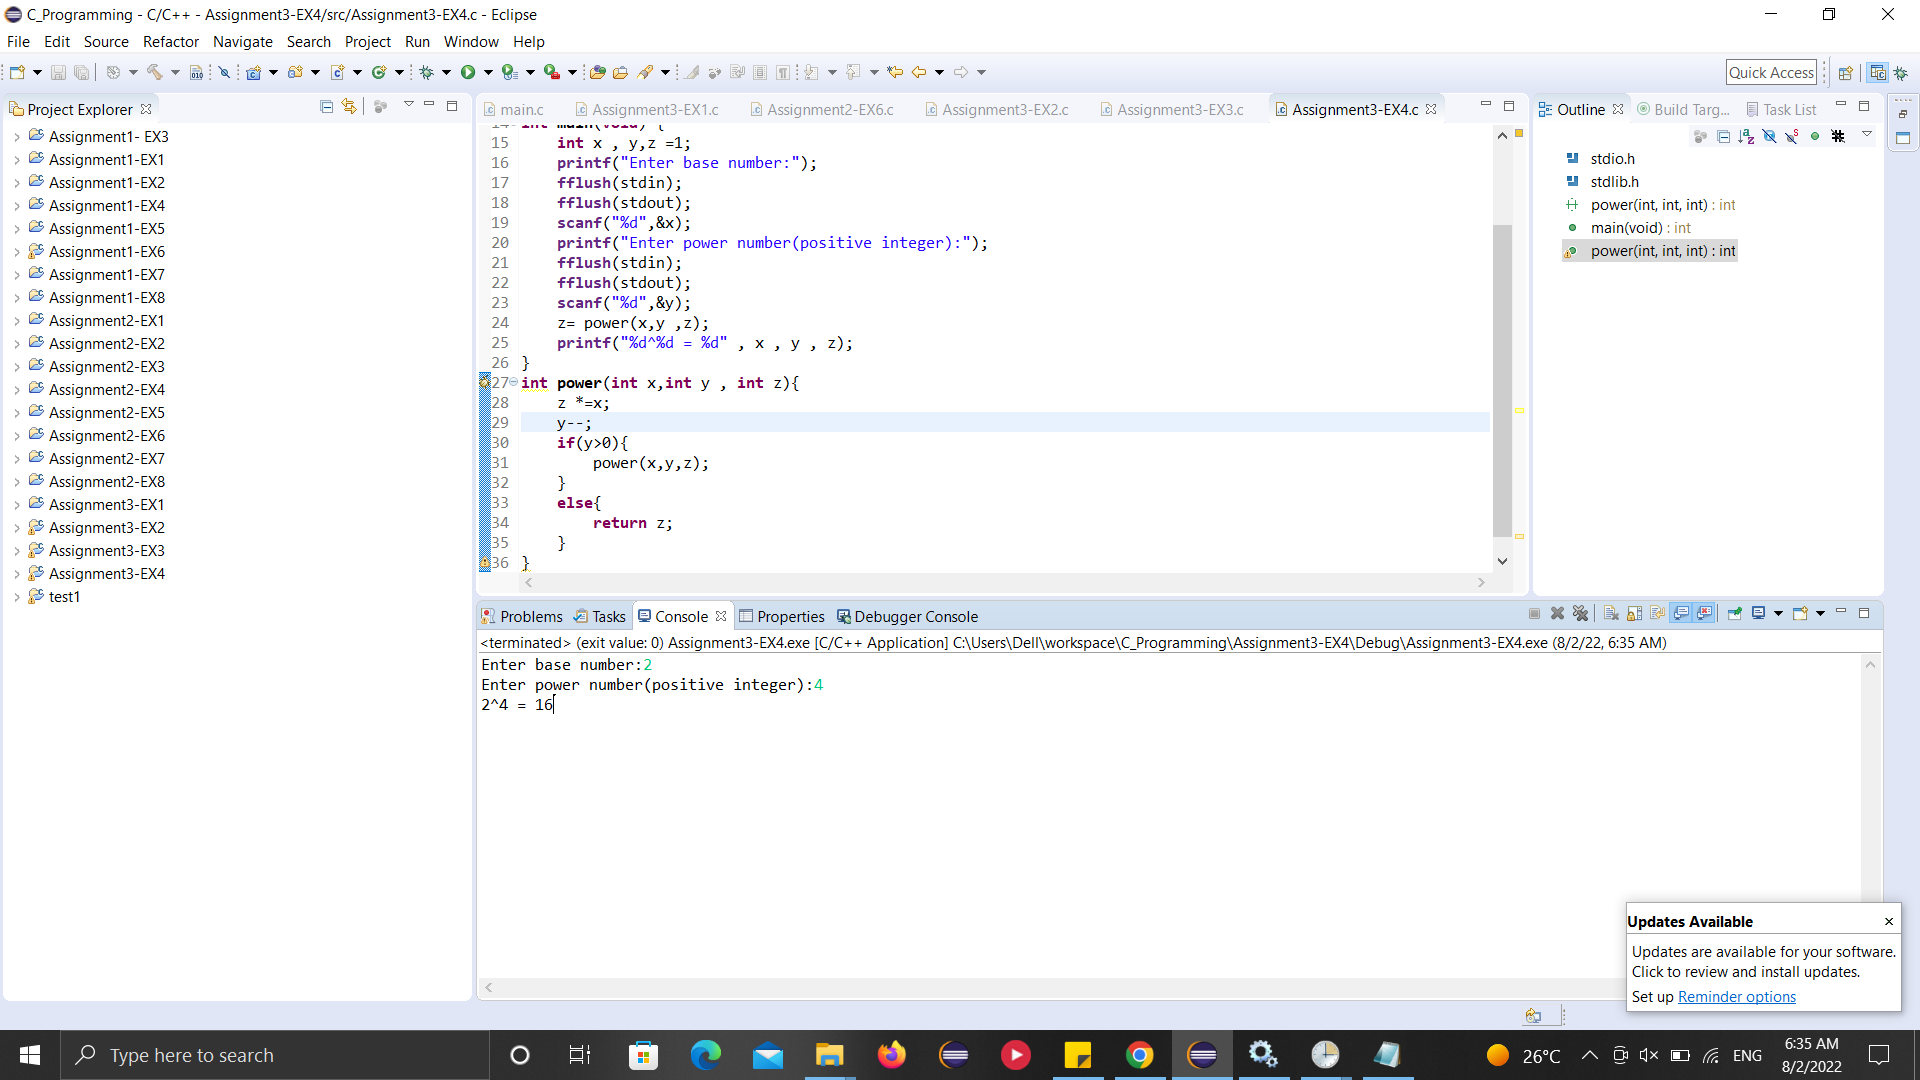 C_Programming - C/C++ - Assignment3-EX4/src/Assignment3-EX4.c - Eclipse
File Edit Source Refactor Navigate Search Project Run Window Help
Quick Access
Project Explorer
Assignment1- EX3
Assignment1-EX1
Assignment1-EX2
Assignment1-EX4
Assignment1-EX5
Assignment1-EX6
Assignment1-EX7
Assignment1-EX8
Assignment2-EX1
Assignment2-EX2
Assignment2-EX3
Assignment2-EX4
Assignment2-EX5
Assignment2-EX6
Assignment2-EX7
Assignment2-EX8
Assignment3-EX1
Assignment3-EX2
Assignment3-EX3
Assignment3-EX4
test1
main.c Assignment3-EX1.c Assignment2-EX6.c Assignment3-EX2.c Assignment3-EX3.c Assignment3-EX4.c
14 int main(void) {
15 int x , y,z =1;
16 printf("Enter base number:");
17 fflush(stdin);
18 fflush(stdout);
19 scanf("%d",&x);
20 printf("Enter power number(positive integer):");
21 fflush(stdin);
22 fflush(stdout);
23 scanf("%d",&y);
24 z= power(x,y ,z);
25 printf("%d^%d = %d" , x , y , z);
26 }
27 int power(int x,int y , int z){
28 z *=x;
29 y--;
30 if(y>0){
31 power(x,y,z);
32 }
33 else{
34 return z;
35 }
36 }
Outline Build Targ... Task List
stdio.h
stdlib.h
power(int, int, int) : int
main(void) : int
power(int, int, int) : int
Problems Tasks Console Properties Debugger Console
<terminated> (exit value: 0) Assignment3-EX4.exe [C/C++ Application] C:\Users\Dell\workspace\C_Programming\Assignment3-EX4\Debug\Assignment3-EX4.exe (8/2/22, 6:35 AM)
Enter base number:2
Enter power number(positive integer):4
2^4 = 16
Updates Available
Updates are available for your software.
Click to review and install updates.
Set up Reminder options
Type here to search
26°C
ENG
6:35 AM
8/2/2022